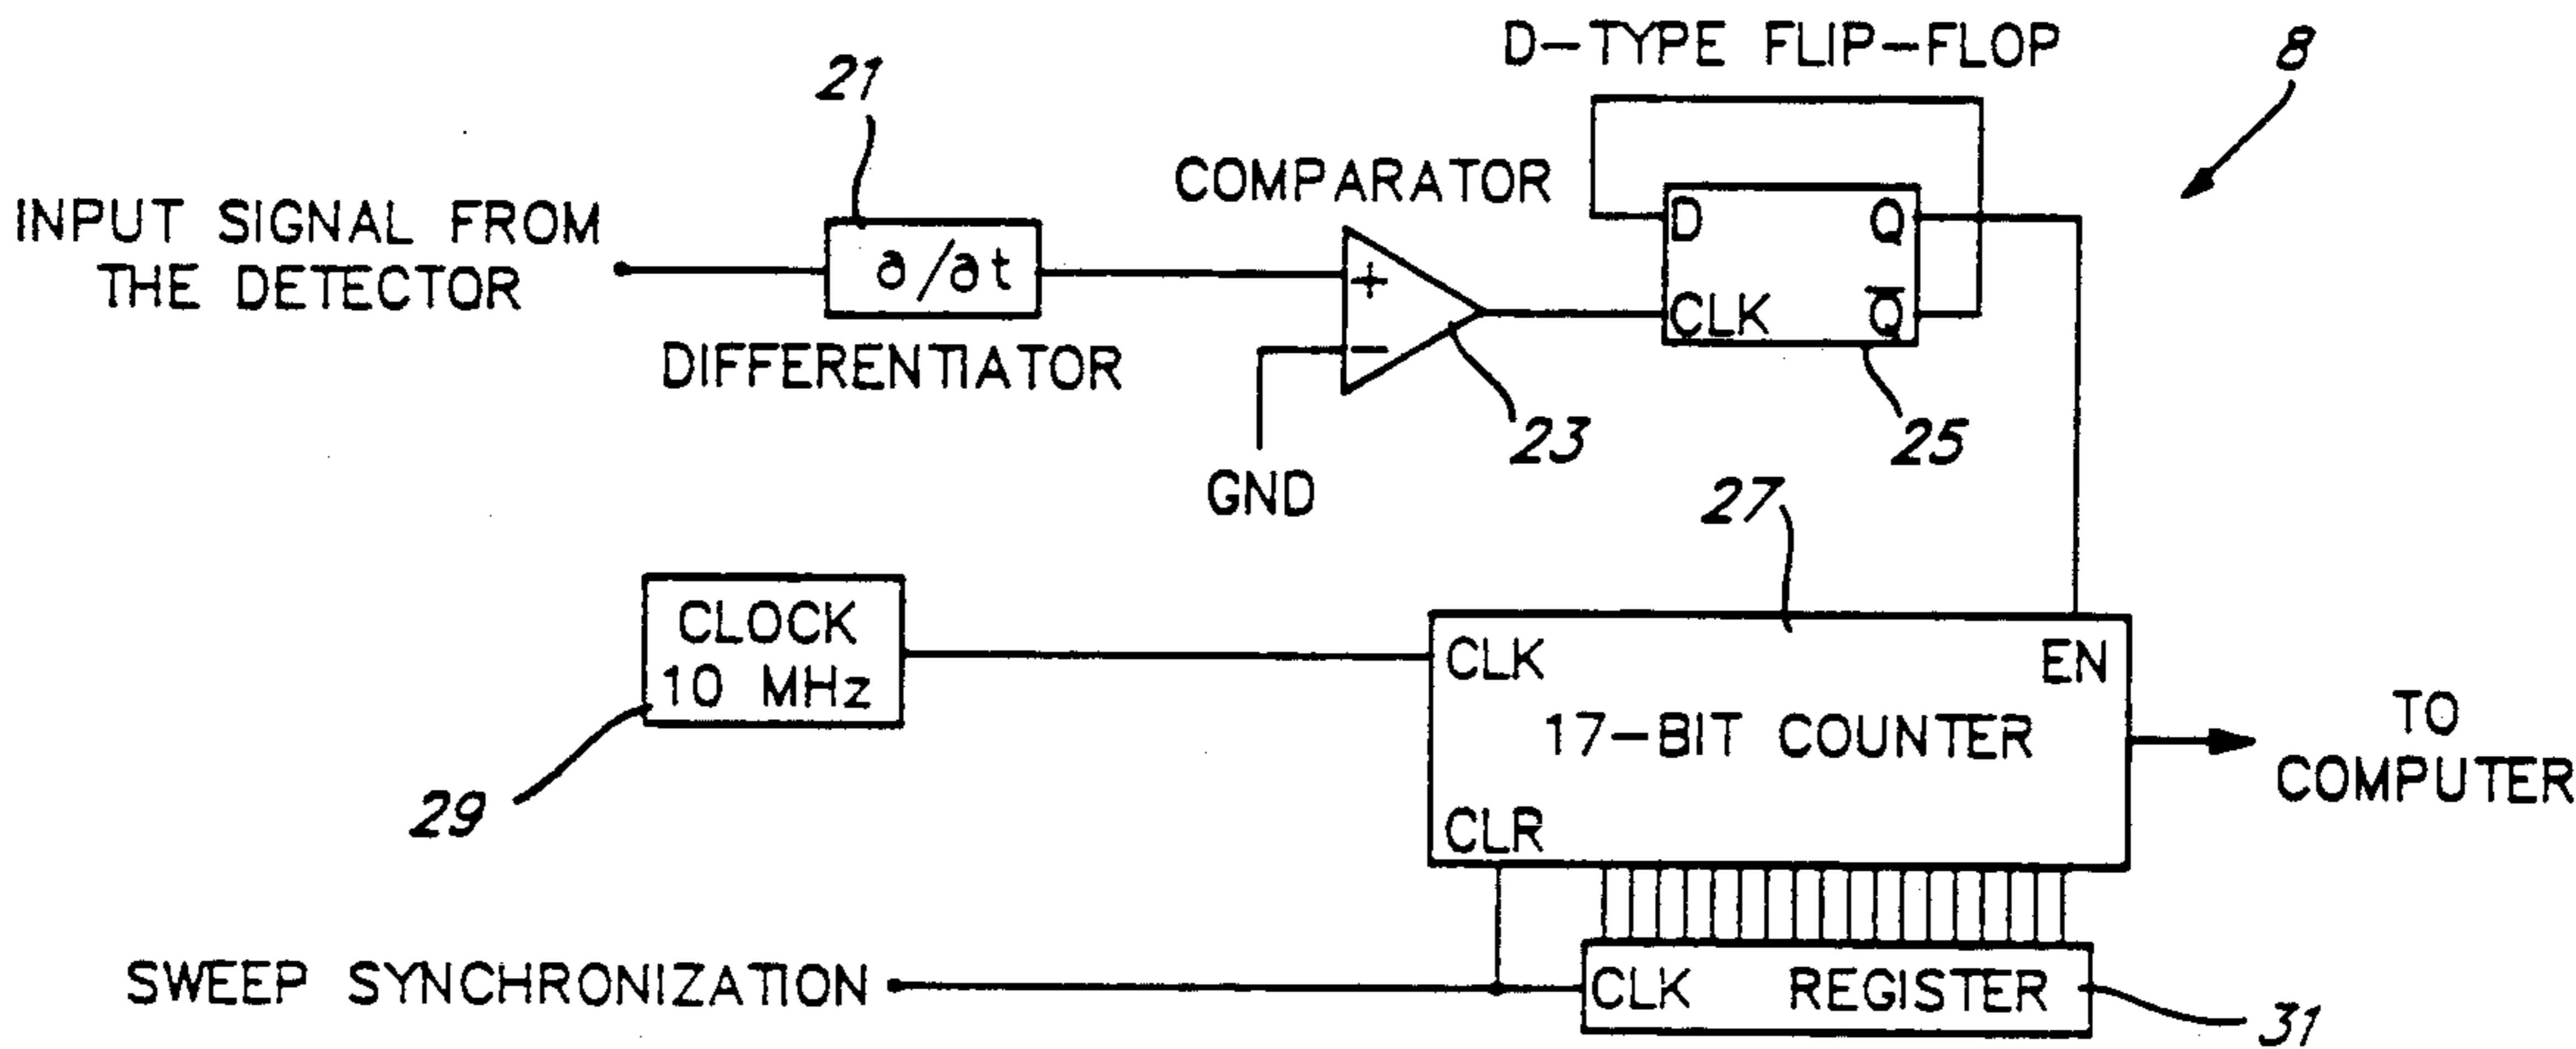 D-TYPE FLIP-FLOP
8
21
COMPARATOR
INPUT SIGNAL FROM
THE DETECTOR
∂/∂t
+
−
D
Q
CLK
Q̅
DIFFERENTIATOR
23
25
GND
27
CLOCK
10 MHz
CLK
EN
17-BIT COUNTER
TO
COMPUTER
29
CLR
SWEEP SYNCHRONIZATION
CLK REGISTER
31